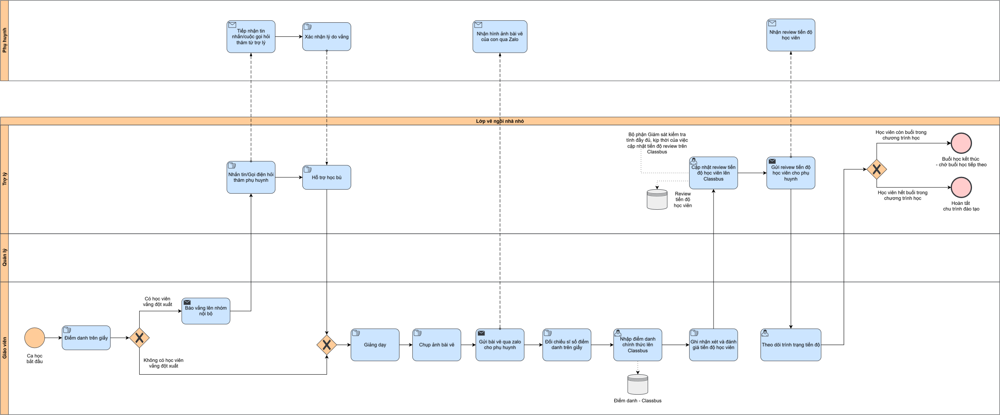 Phụ huynh
Tiếp nhận tin
nhắn/cuộc gọi hỏi
thăm từ trợ lý
Xác nhận lý do vắng
Nhận hình ảnh bài vẽ
của con qua Zalo
Nhận review tiến độ
học viên
Lớp vẽ ngôi nhà nhỏ
Trợ lý
Nhắn tin/Gọi điện hỏi
thăm phụ huynh
Hỗ trợ học bù
Bộ phận Giám sát kiểm tra
tính đầy đủ, kịp thời của việc
cập nhật tiến độ review trên
Classbus
Cập nhật review tiến
độ học viên lên
Classbus
Review
tiến độ
học viên
Gửi reivew tiến độ
học viên cho phụ
huynh
Học viên còn buổi trong
chương trình học
Buổi học kết thúc
- chờ buổi học tiếp theo
Học viên hết buổi trong
chương trình học
Hoàn tất
chu trình đào tạo
Quản lý
Giáo viên
Ca học
bắt đầu
Điểm danh trên giấy
Có học viên
vắng đột xuất
Báo vắng lên nhóm
nội bộ
Không có học viên
vắng đột xuất
Giảng dạy
Chụp ảnh bài vẽ
Gửi bài vẽ qua zalo
cho phụ huynh
Đối chiếu sĩ số điểm
danh trên giấy
Nhập điểm danh
chính thức lên
Classbus
Điểm danh - Classbus
Ghi nhận xét và đánh
giá tiến độ học viên
Theo dõi trình trạng tiến độ